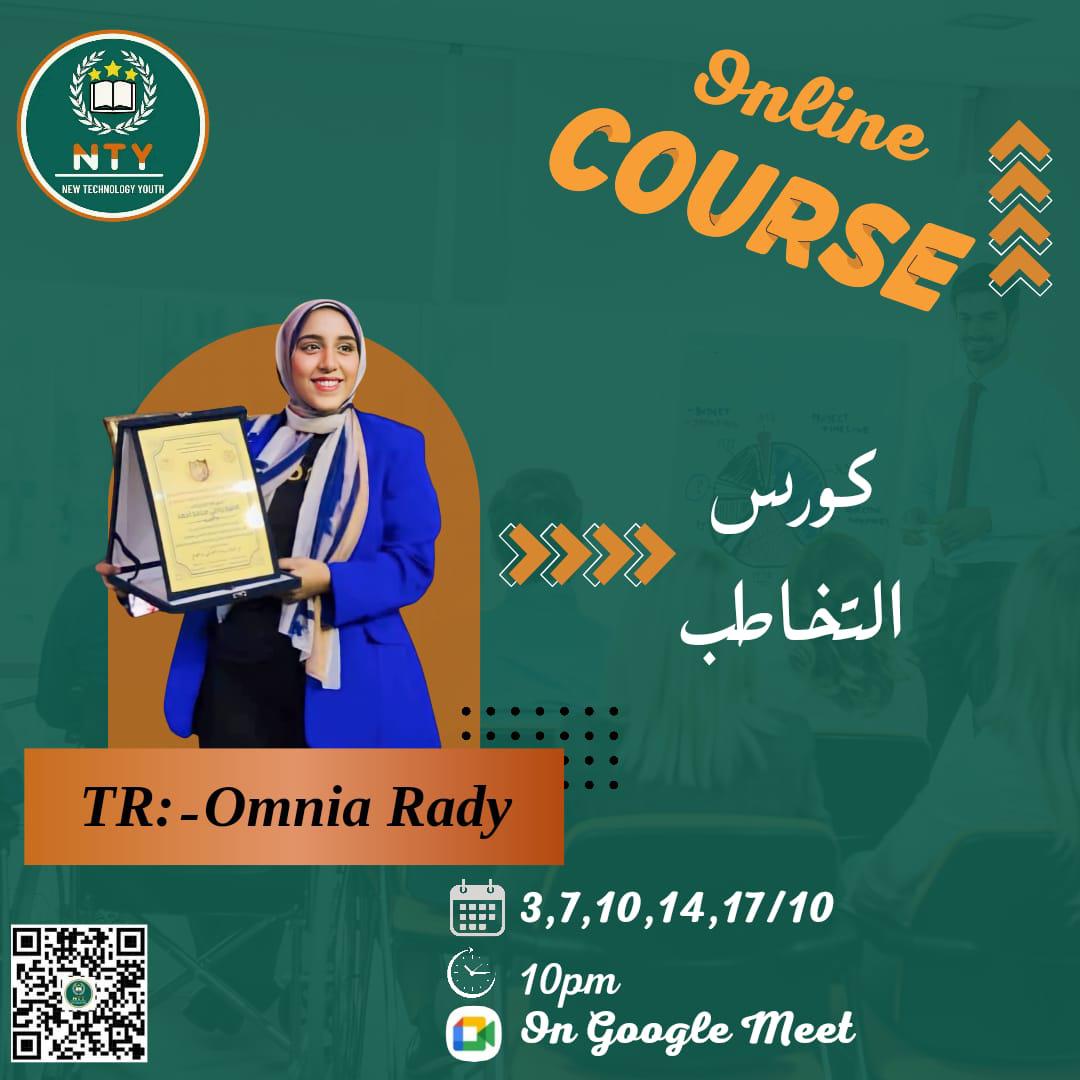 NTY
NEW TECHNOLOGY YOUTH
Online
COURSE
كورس
التخاطب
TR:-Omnia Rady
3,7,10,14,17/10
10pm
On Google Meet